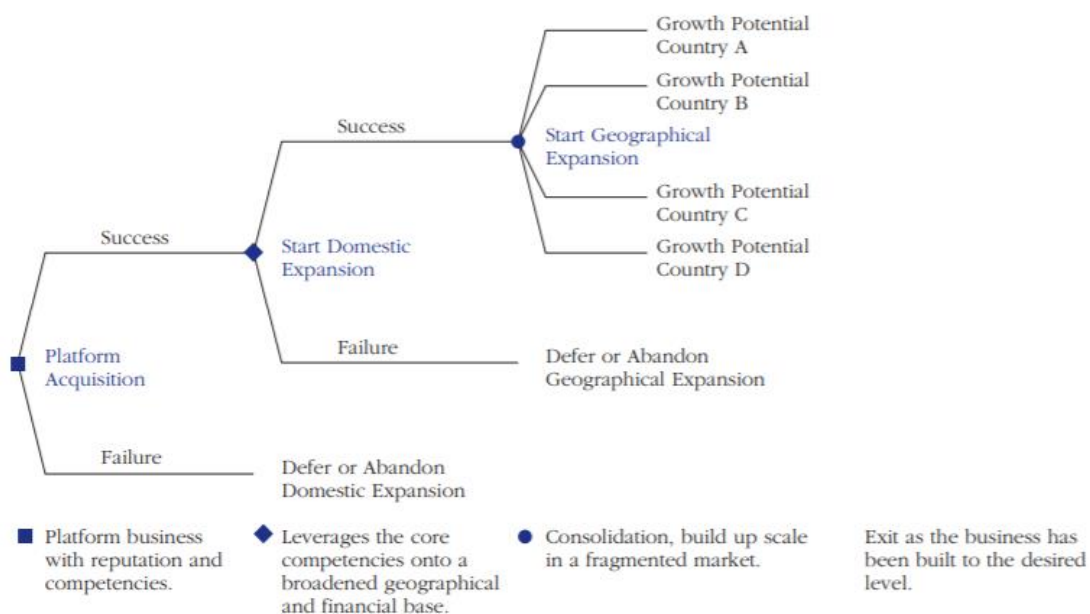 Growth Potential
Country A
Growth Potential
Country B
Success
Start Geographical
Expansion
Growth Potential
Country C
Success
Start Domestic
Expansion
Growth Potential
Country D
Platform
Acquisition
Failure
Defer or Abandon
Geographical Expansion
Failure
Defer or Abandon
Domestic Expansion
Platform business
with reputation and
competencies.
Leverages the core
competencies onto a
broadened geographical
and financial base.
Consolidation, build up scale
in a fragmented market.
Exit as the business has
been built to the desired
level.